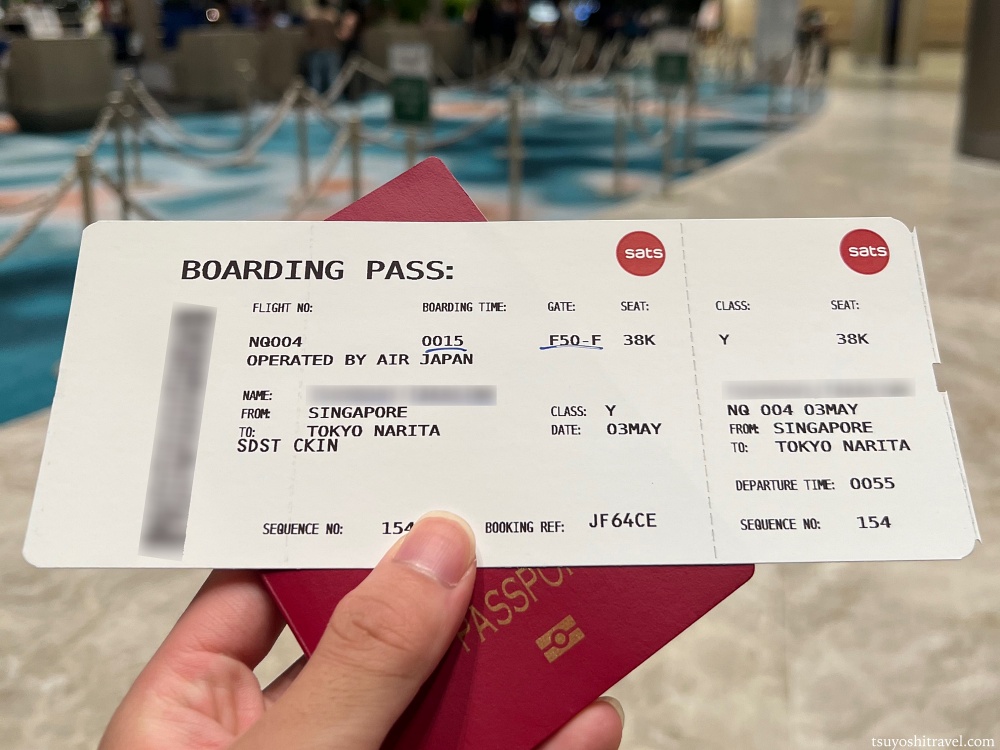 BOARDING PASS:
sats
sats
FLIGHT NO: BOARDING TIME: GATE: SEAT: CLASS: SEAT:
NQ004 0015 F50-F 38K Y 38K
OPERATED BY AIR JAPAN
NAME:
FROM: SINGAPORE CLASS: Y NQ 004 03MAY
TO: TOKYO NARITA DATE: 03MAY FROM: SINGAPORE
SDST CKIN TO: TOKYO NARITA
DEPARTURE TIME: 0055
SEQUENCE NO: 154 BOOKING REF: JF64CE SEQUENCE NO: 154
PASSPO
tsuyoshitravel.com